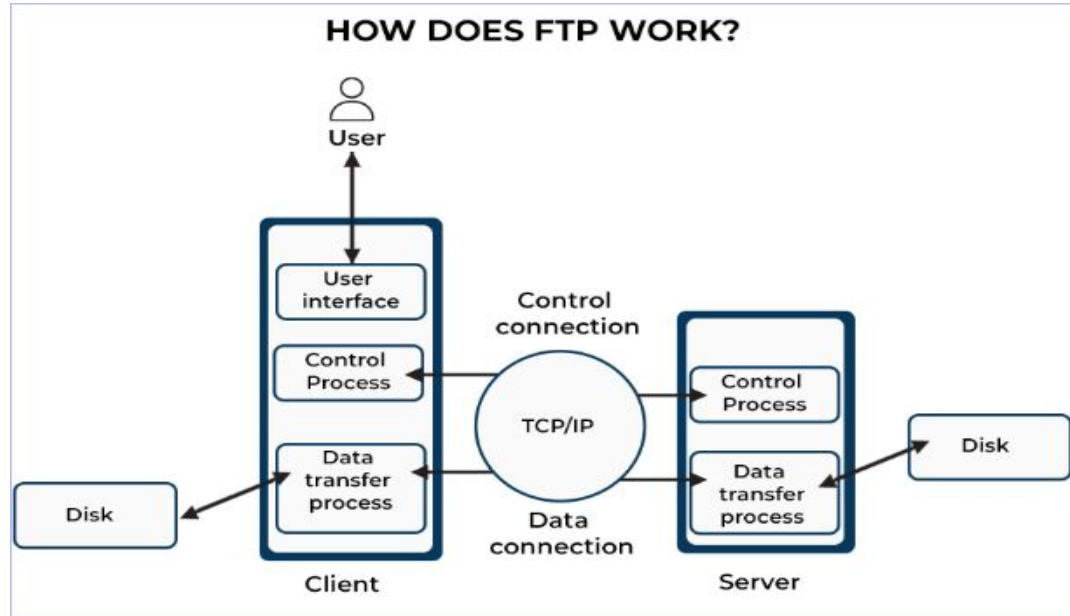 HOW DOES FTP WORK?
User
User
interface
Control
connection
Control
Process
Control
Process
TCP/IP
Data
transfer
process
Data
transfer
process
Disk
Disk
Data
connection
Client
Server